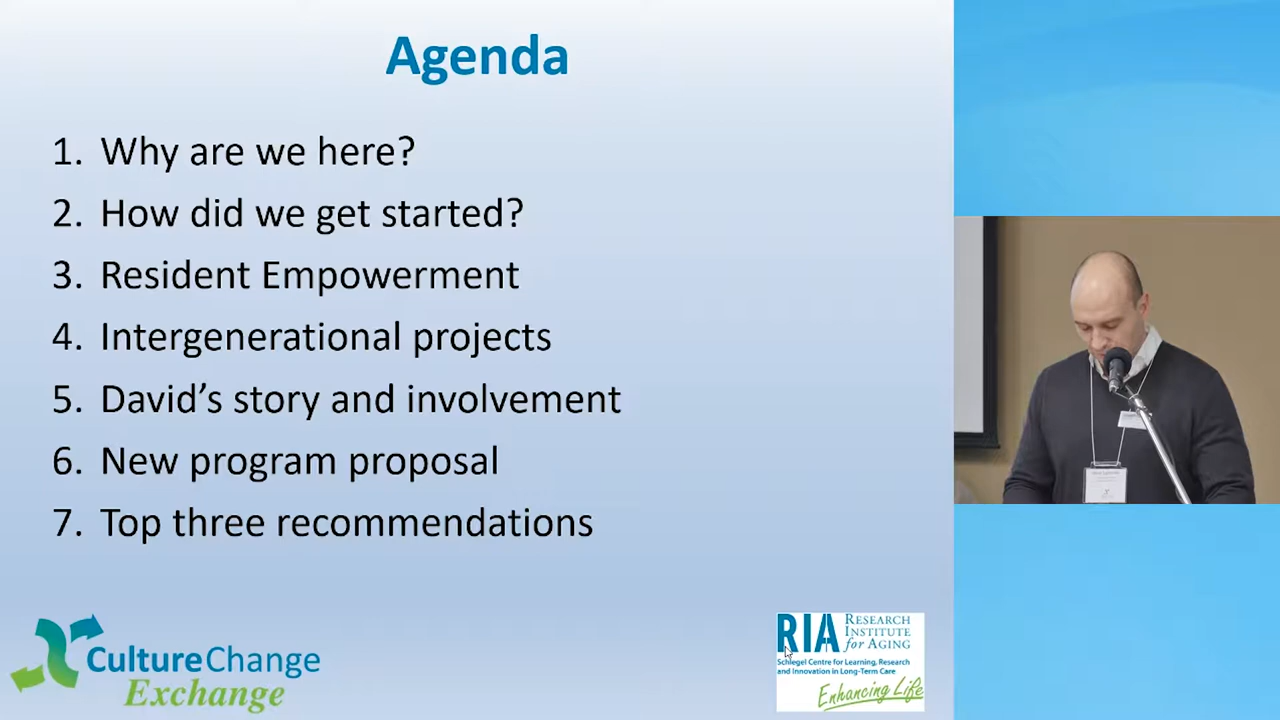 Agenda
1. Why are we here?
2. How did we get started?
3. Resident Empowerment
4. Intergenerational projects
5. David’s story and involvement
6. New program proposal
7. Top three recommendations
CultureChange
Exchange
RIA RESEARCH
INSTITUTE
for AGING
Schlegel Centre for Learning, Research
and Innovation in Long-Term Care
Enhancing Life